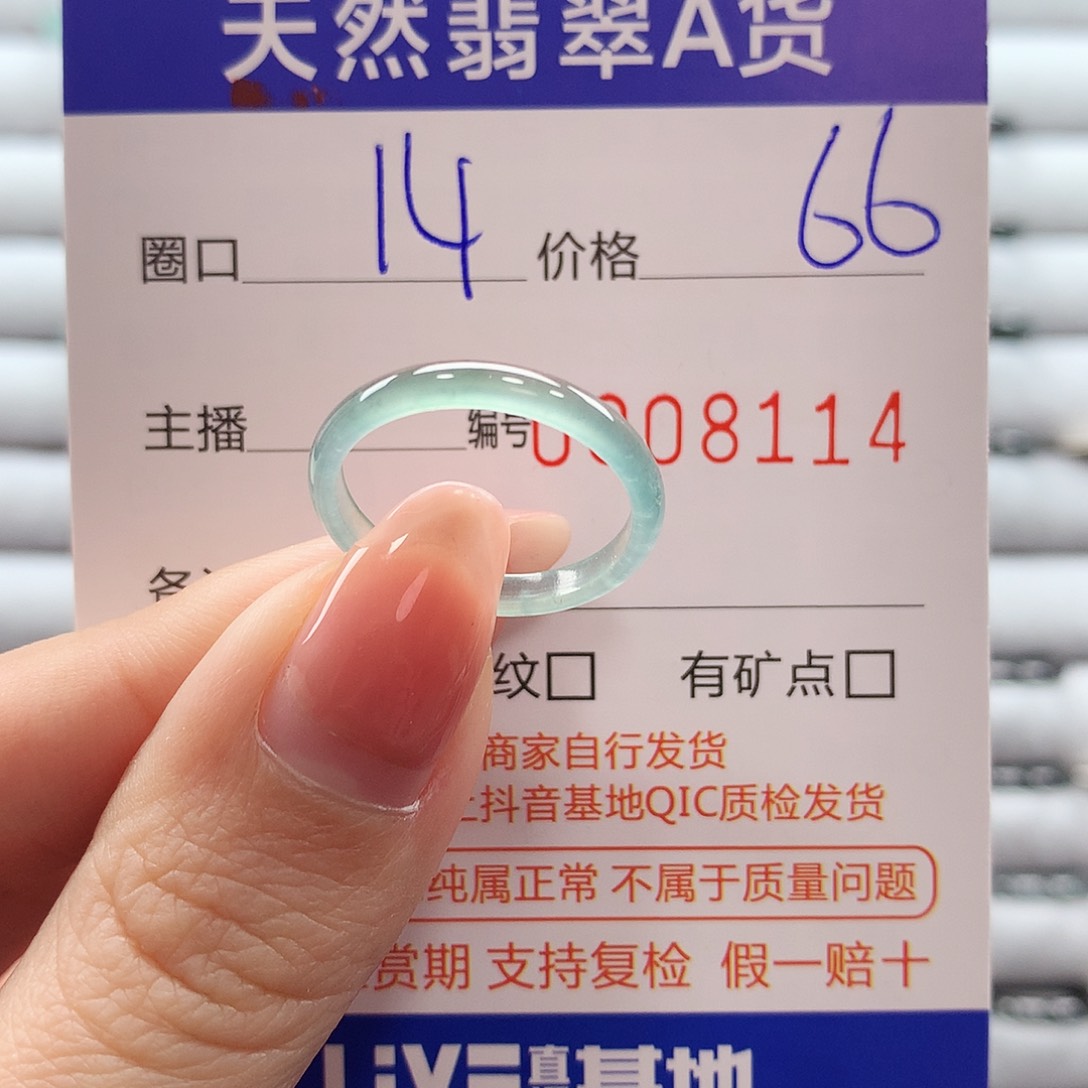 天然翡翠A货
圈口 14 价格 66
主播 编号 0008114
纹□ 有矿点□
商家自行发货
抖音基地QIC质检发货
纯属正常 不属于质量问题
赏期 支持复检 假一赔十
LIVE 基地